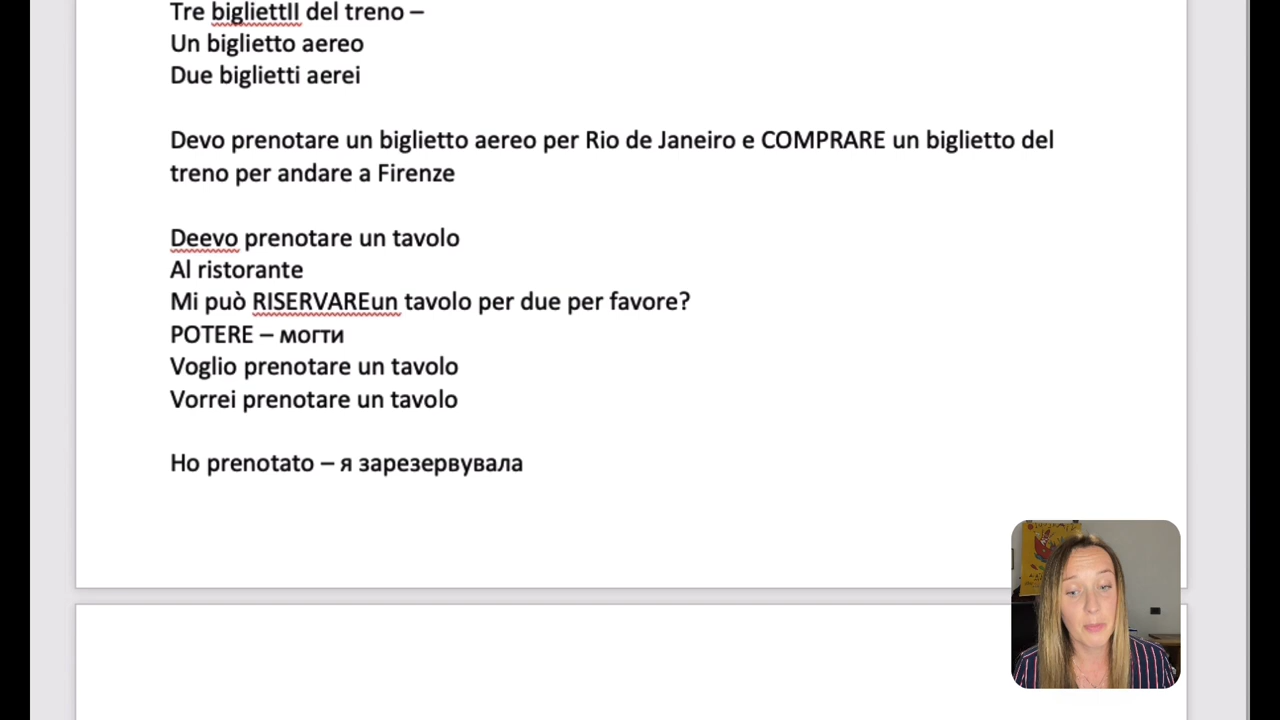 Tre bigliettII del treno –
Un biglietto aereo
Due biglietti aerei
Devo prenotare un biglietto aereo per Rio de Janeiro e COMPRARE un biglietto del
treno per andare a Firenze
Deevo prenotare un tavolo
Al ristorante
Mi può RISERVAREun tavolo per due per favore?
POTERE – могти
Voglio prenotare un tavolo
Vorrei prenotare un tavolo
Ho prenotato – я зарезервувала